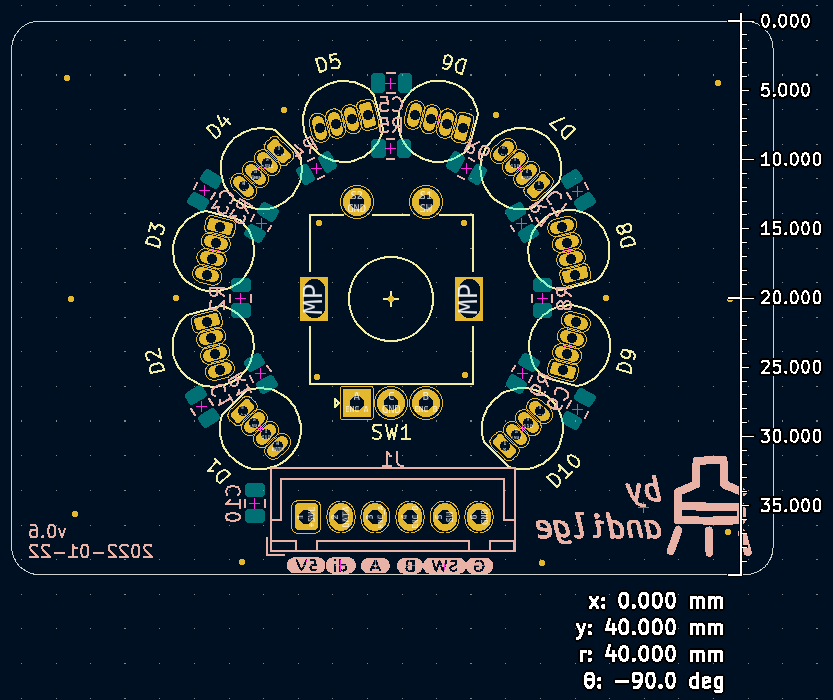 0.000
5.000
10.000
15.000
20.000
25.000
30.000
35.000
D5
D6
D4
D7
C5
R5
D3
D8
MP
MP
D2
D9
SW1
D1
D10
J1
C10
by
andilge
v0.6
2022-01-22
5V di A B SW G
x: 0.000 mm
y: 40.000 mm
r: 40.000 mm
θ: -90.0 deg